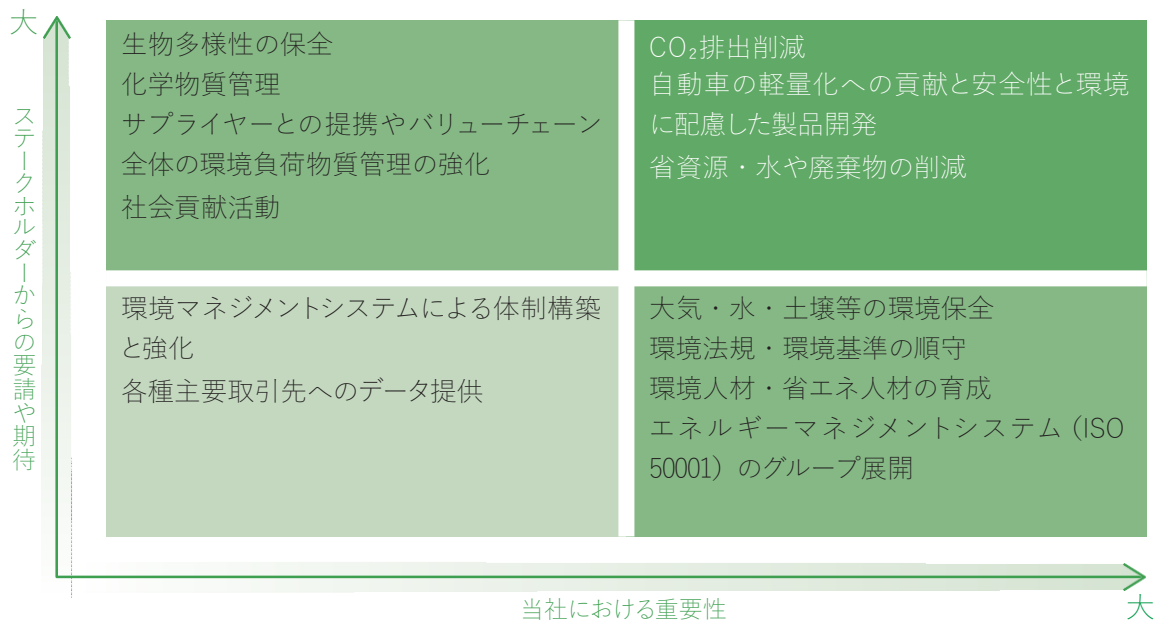 大
ステークホルダーからの要請や期待
生物多様性の保全
化学物質管理
サプライヤーとの提携やバリューチェーン
全体の環境負荷物質管理の強化
社会貢献活動
CO₂排出削減
自動車の軽量化への貢献と安全性と環境
に配慮した製品開発
省資源・水や廃棄物の削減
環境マネジメントシステムによる体制構築
と強化
各種主要取引先へのデータ提供
大気・水・土壌等の環境保全
環境法規・環境基準の順守
環境人材・省エネ人材の育成
エネルギーマネジメントシステム（ISO
50001）のグループ展開
当社における重要性
大